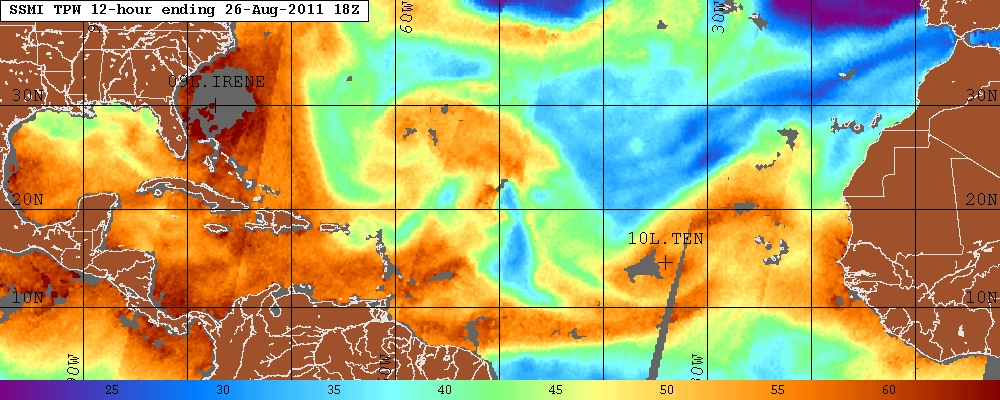 SSMI TPW 12-hour ending 26-Aug-2011 18Z
60W
30W
09L.IRENE
30N
30N
20N
20N
10L.TEN
10N
10N
90W
60W
30W
25 30 35 40 45 50 55 60